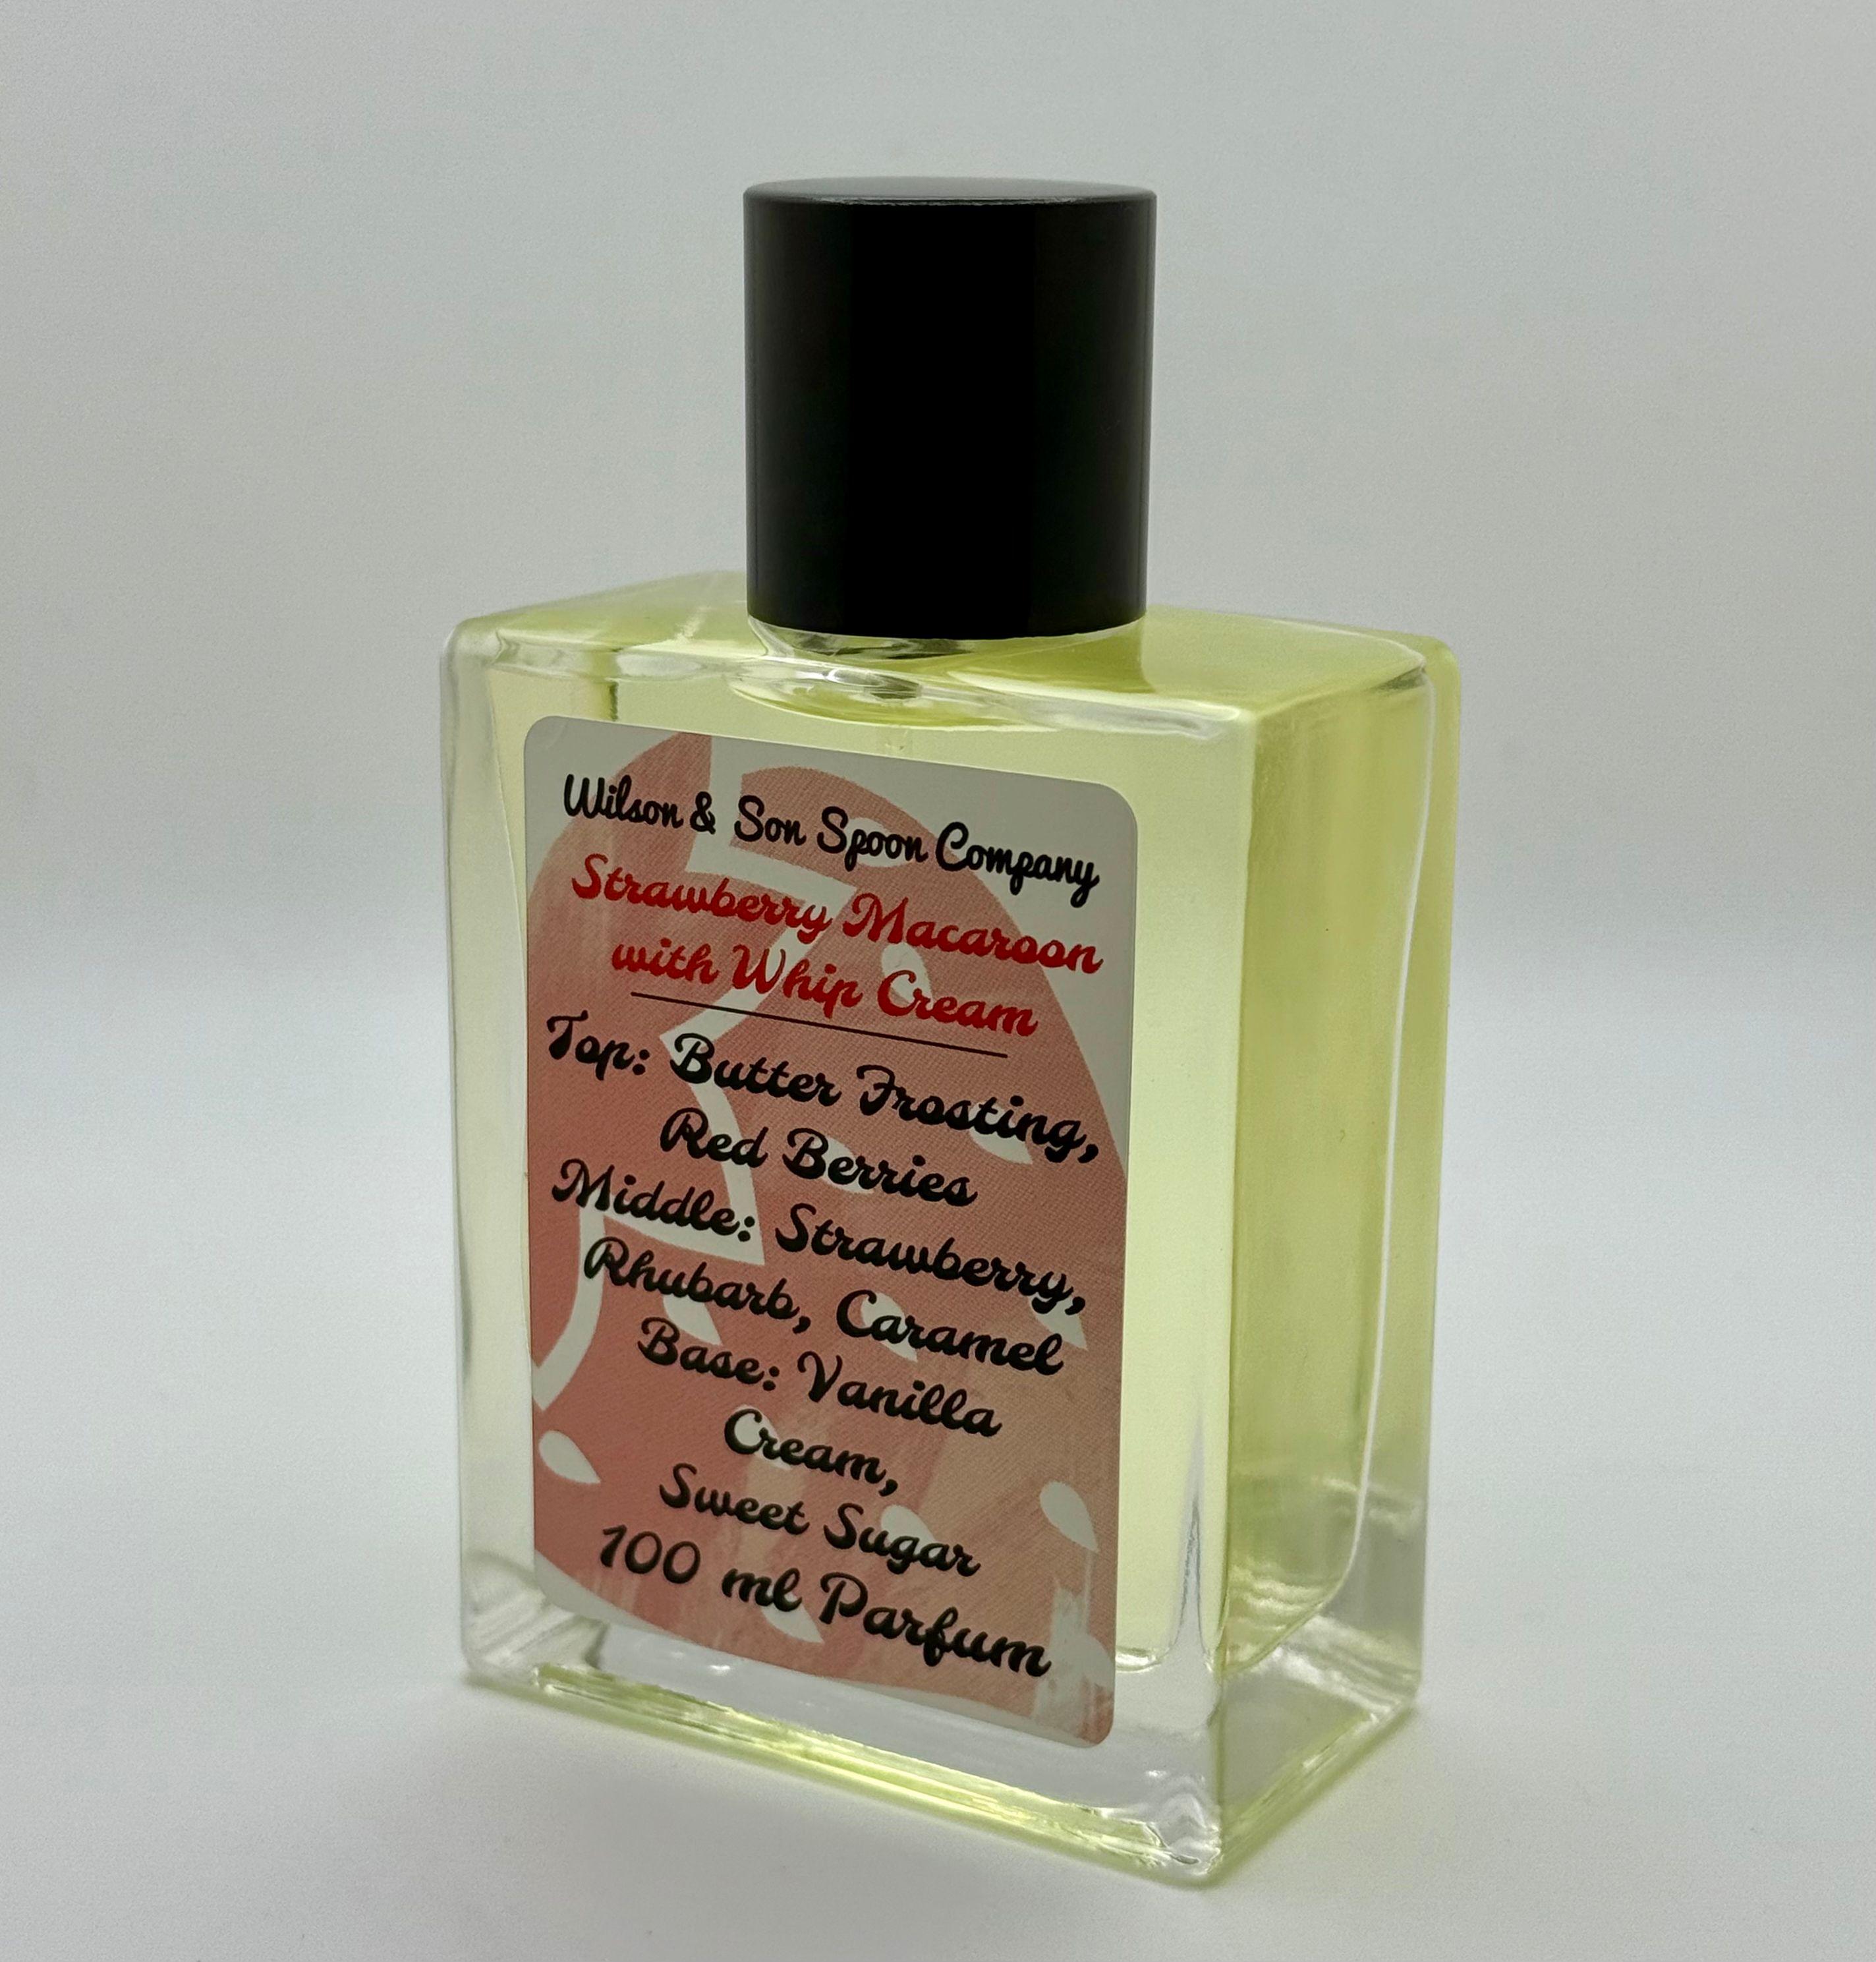 Wilson & Son Spoon Company
Strawberry Macaroon
with Whip Cream
Top: Butter Frosting,
Red Berries
Middle: Strawberry,
Rhubarb, Caramel
Base: Vanilla
Cream,
Sweet Sugar
100 ml Parfum